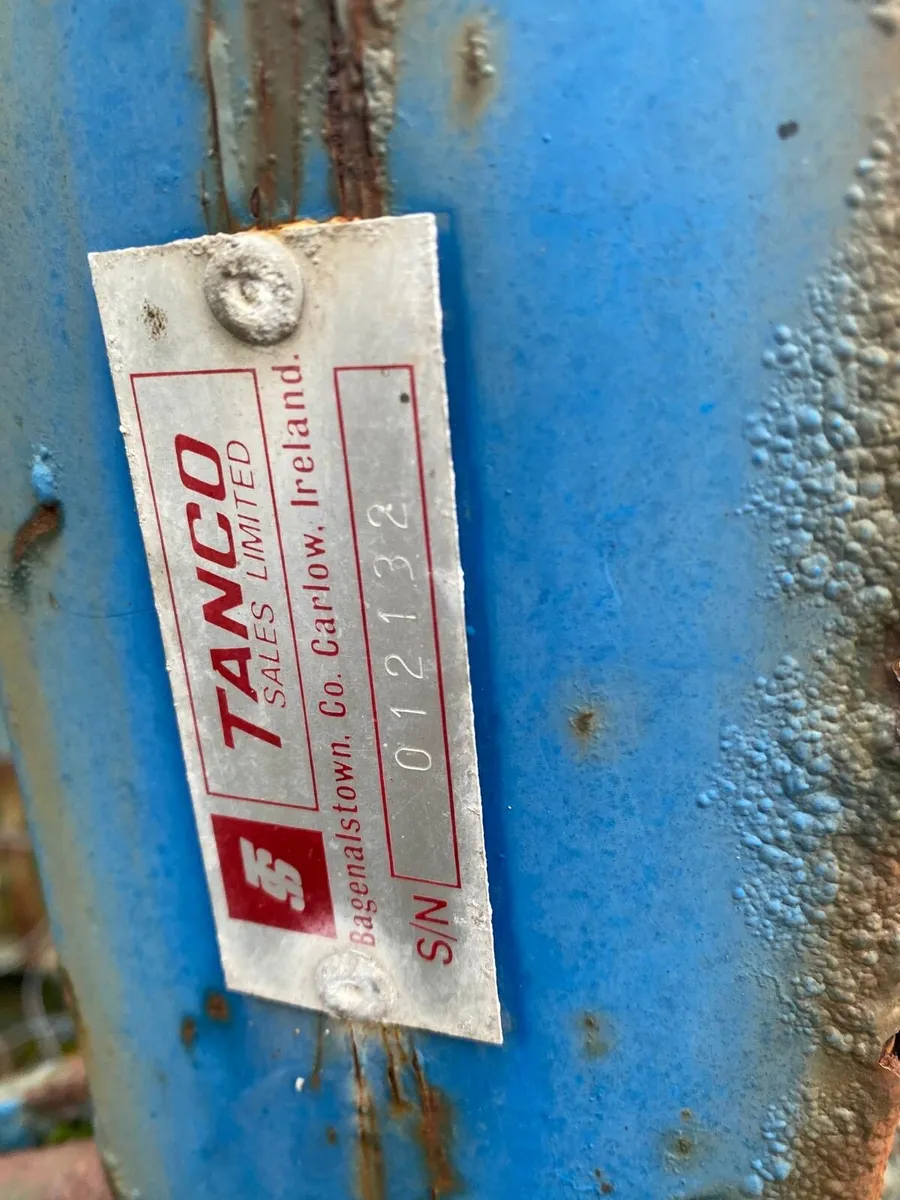 TANCO
SALES LIMITED
Bagenalstown, Co. Carlow, Ireland.
S/N 012132